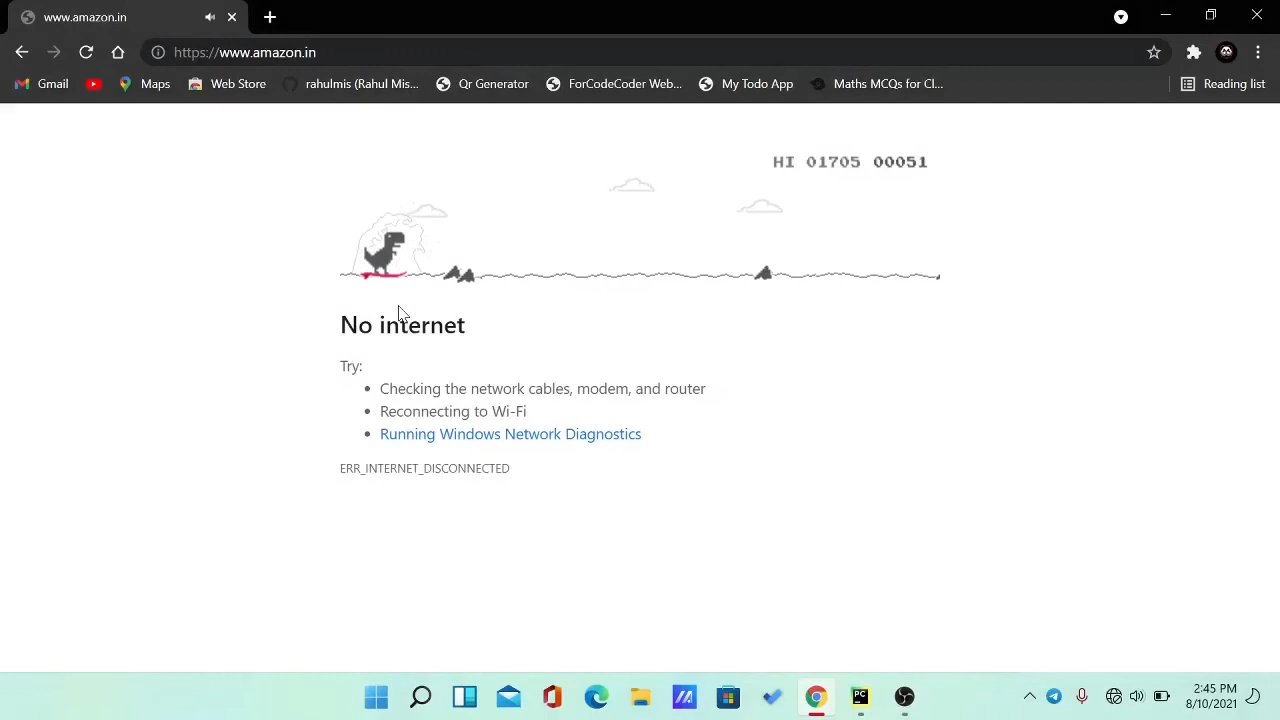 www.amazon.in
https://www.amazon.in
Gmail Maps Web Store rahulmis (Rahul Mis... Qr Generator ForCodeCoder Web... My Todo App Maths MCQs for Cl... Reading list
HI 01705 00051
No internet
Try:
Checking the network cables, modem, and router
Reconnecting to Wi-Fi
Running Windows Network Diagnostics
ERR_INTERNET_DISCONNECTED
PC
2:45 PM
8/10/2021